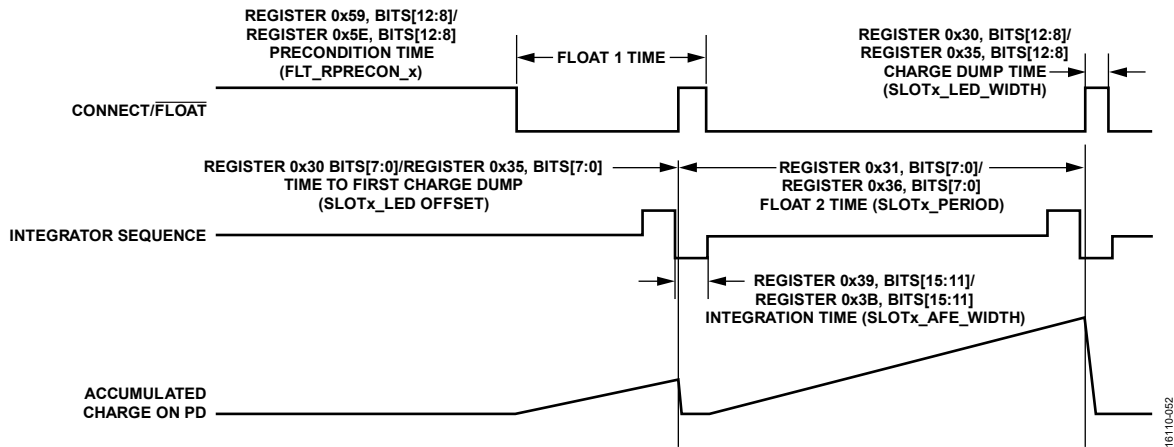 REGISTER 0x59, BITS[12:8]/
REGISTER 0x5E, BITS[12:8]
PRECONDITION TIME
(FLT_RPRECON_x)
FLOAT 1 TIME
REGISTER 0x30, BITS[12:8]/
REGISTER 0x35, BITS[12:8]
CHARGE DUMP TIME
(SLOTx_LED_WIDTH)
CONNECT/FLOAT
REGISTER 0x30 BITS[7:0]/REGISTER 0x35, BITS[7:0]
TIME TO FIRST CHARGE DUMP
(SLOTx_LED OFFSET)
REGISTER 0x31, BITS[7:0]/
REGISTER 0x36, BITS[7:0]
FLOAT 2 TIME (SLOTx_PERIOD)
INTEGRATOR SEQUENCE
REGISTER 0x39, BITS[15:11]/
REGISTER 0x3B, BITS[15:11]
INTEGRATION TIME (SLOTx_AFE_WIDTH)
ACCUMULATED
CHARGE ON PD
16110-052